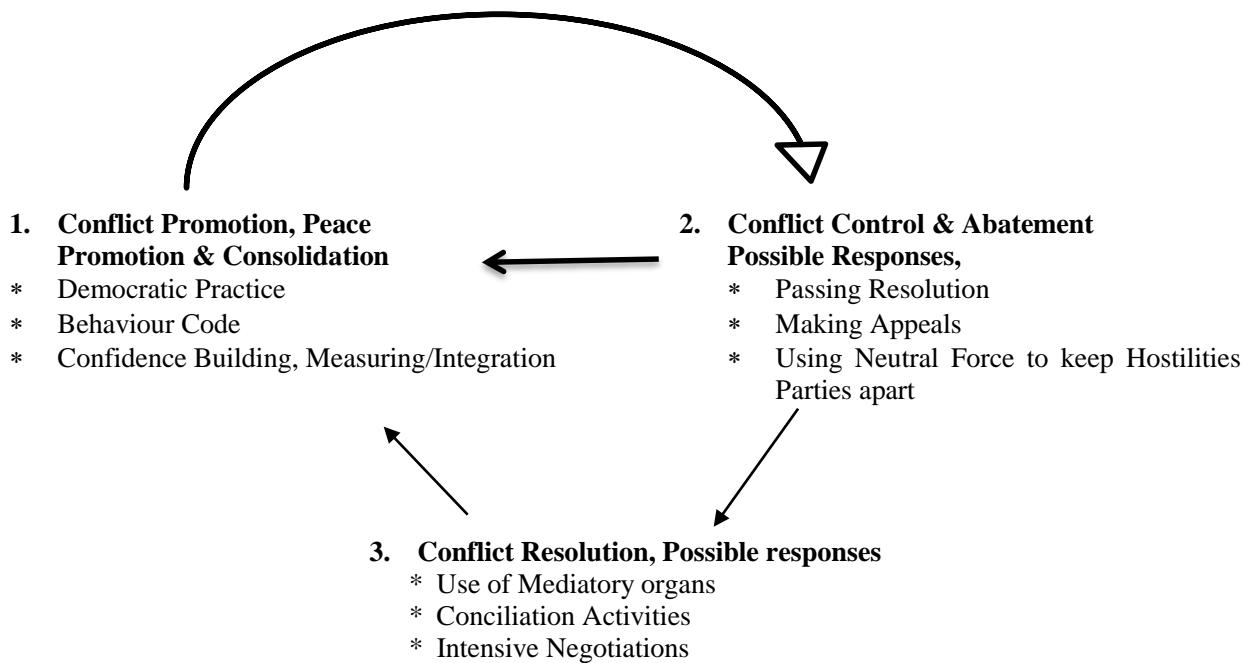 1. Conflict Promotion, Peace
Promotion & Consolidation
* Democratic Practice
* Behaviour Code
* Confidence Building, Measuring/Integration
2. Conflict Control & Abatement
Possible Responses,
* Passing Resolution
* Making Appeals
* Using Neutral Force to keep Hostilities
Parties apart
3. Conflict Resolution, Possible responses
* Use of Mediatory organs
* Conciliation Activities
* Intensive Negotiations